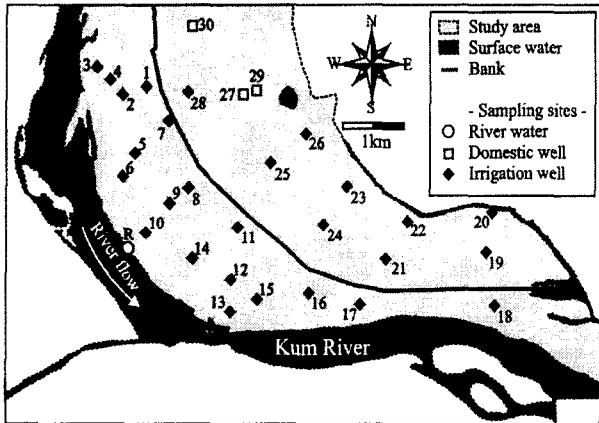 30
N
W E
S
1km
Study area
Surface water
Bank
- Sampling sites -
River water
Domestic well
Irrigation well
3
4
2
1
28
27
29
7
26
5
6
25
9
8
23
10
R
14
11
24
22
20
21
19
12
13
15
16
17
18
River flow
Kum River